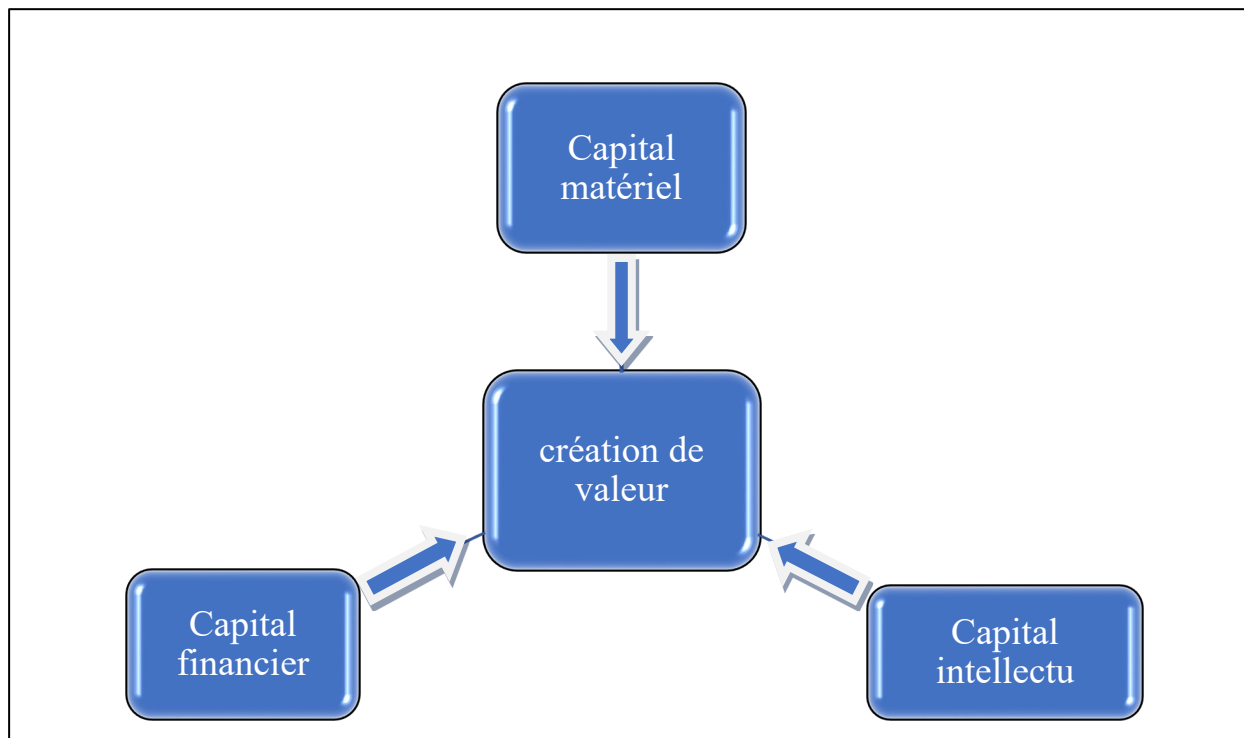 Capital
matériel
création de
valeur
Capital
financier
Capital
intellectu